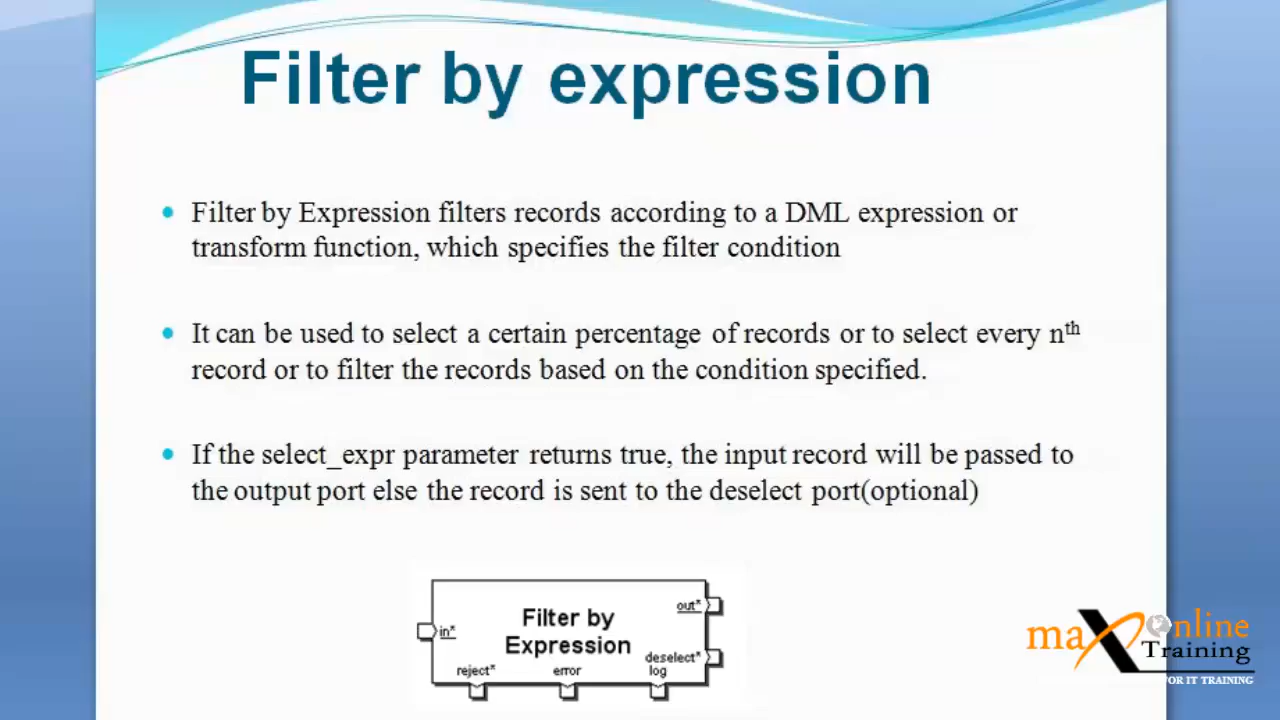 Filter by expression
Filter by Expression filters records according to a DML expression or
transform function, which specifies the filter condition
It can be used to select a certain percentage of records or to select every nth
record or to filter the records based on the condition specified.
If the select_expr parameter returns true, the input record will be passed to
the output port else the record is sent to the deselect port(optional)
Filter by
Expression
in*
out*
deselect*
reject*
error
log
maX Online
Training
FOR IT TRAINING